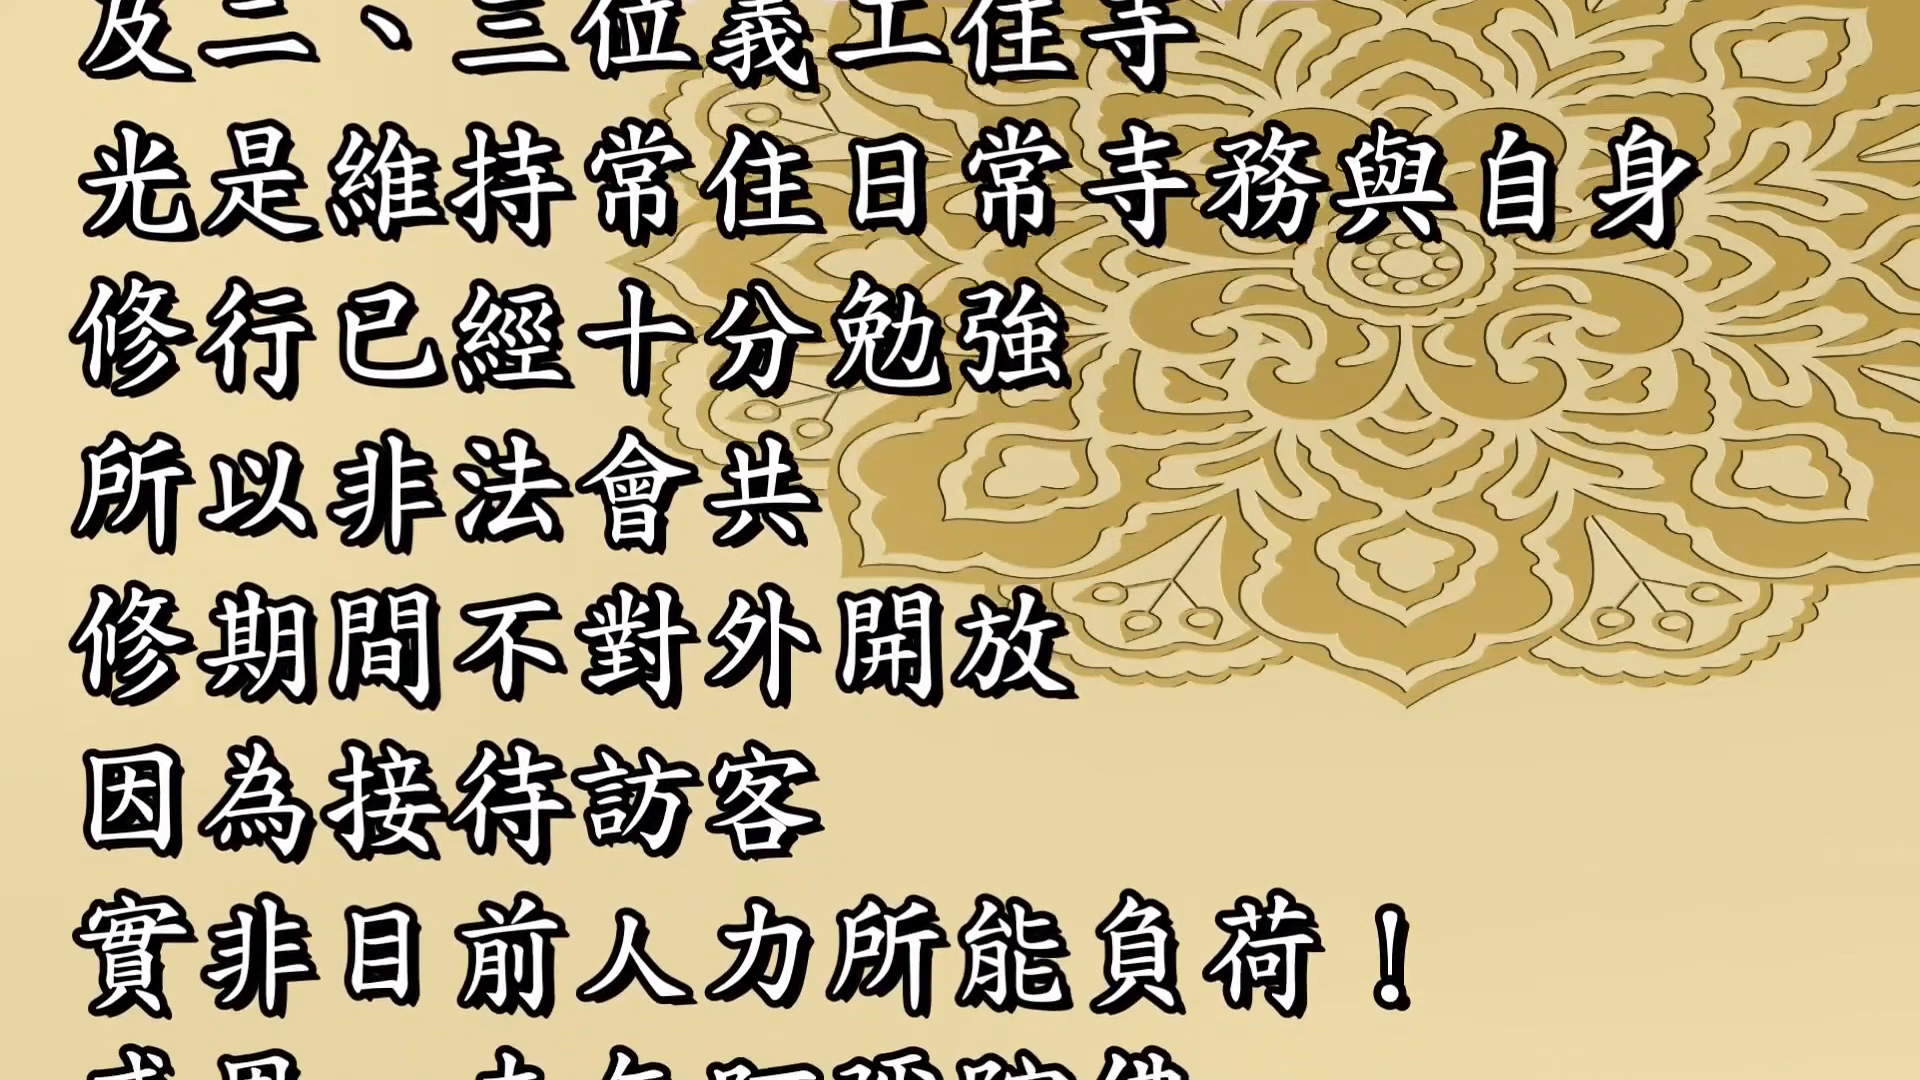 及二、三位義工住寺
光是維持常住日常寺務與自身
修行已經十分勉強
所以非法會共
修期間不對外開放
因為接待訪客
實非目前人力所能負荷！